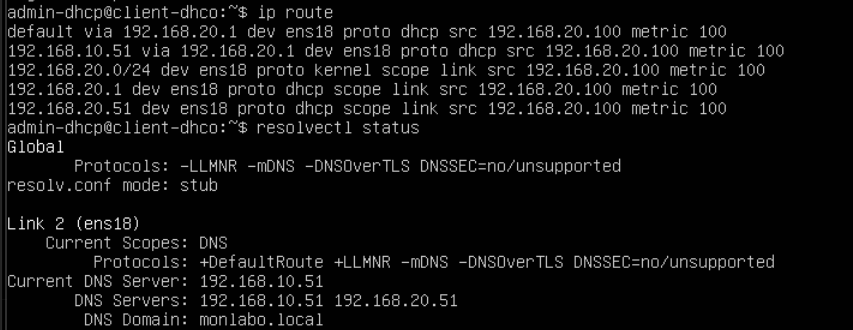 admin-dhcp@client-dhco:~$ ip route
default via 192.168.20.1 dev ens18 proto dhcp src 192.168.20.100 metric 100
192.168.10.51 via 192.168.20.1 dev ens18 proto dhcp src 192.168.20.100 metric 100
192.168.20.0/24 dev ens18 proto kernel scope link src 192.168.20.100 metric 100
192.168.20.1 dev ens18 proto dhcp scope link src 192.168.20.100 metric 100
192.168.20.51 dev ens18 proto dhcp scope link src 192.168.20.100 metric 100
admin-dhcp@client-dhco:~$ resolvectl status
Global
Protocols: -LLMNR -mDNS -DNSOverTLS DNSSEC=no/unsupported
resolv.conf mode: stub
Link 2 (ens18)
Current Scopes: DNS
Protocols: +DefaultRoute +LLMNR -mDNS -DNSOverTLS DNSSEC=no/unsupported
Current DNS Server: 192.168.10.51
DNS Servers: 192.168.10.51 192.168.20.51
DNS Domain: monlabo.local